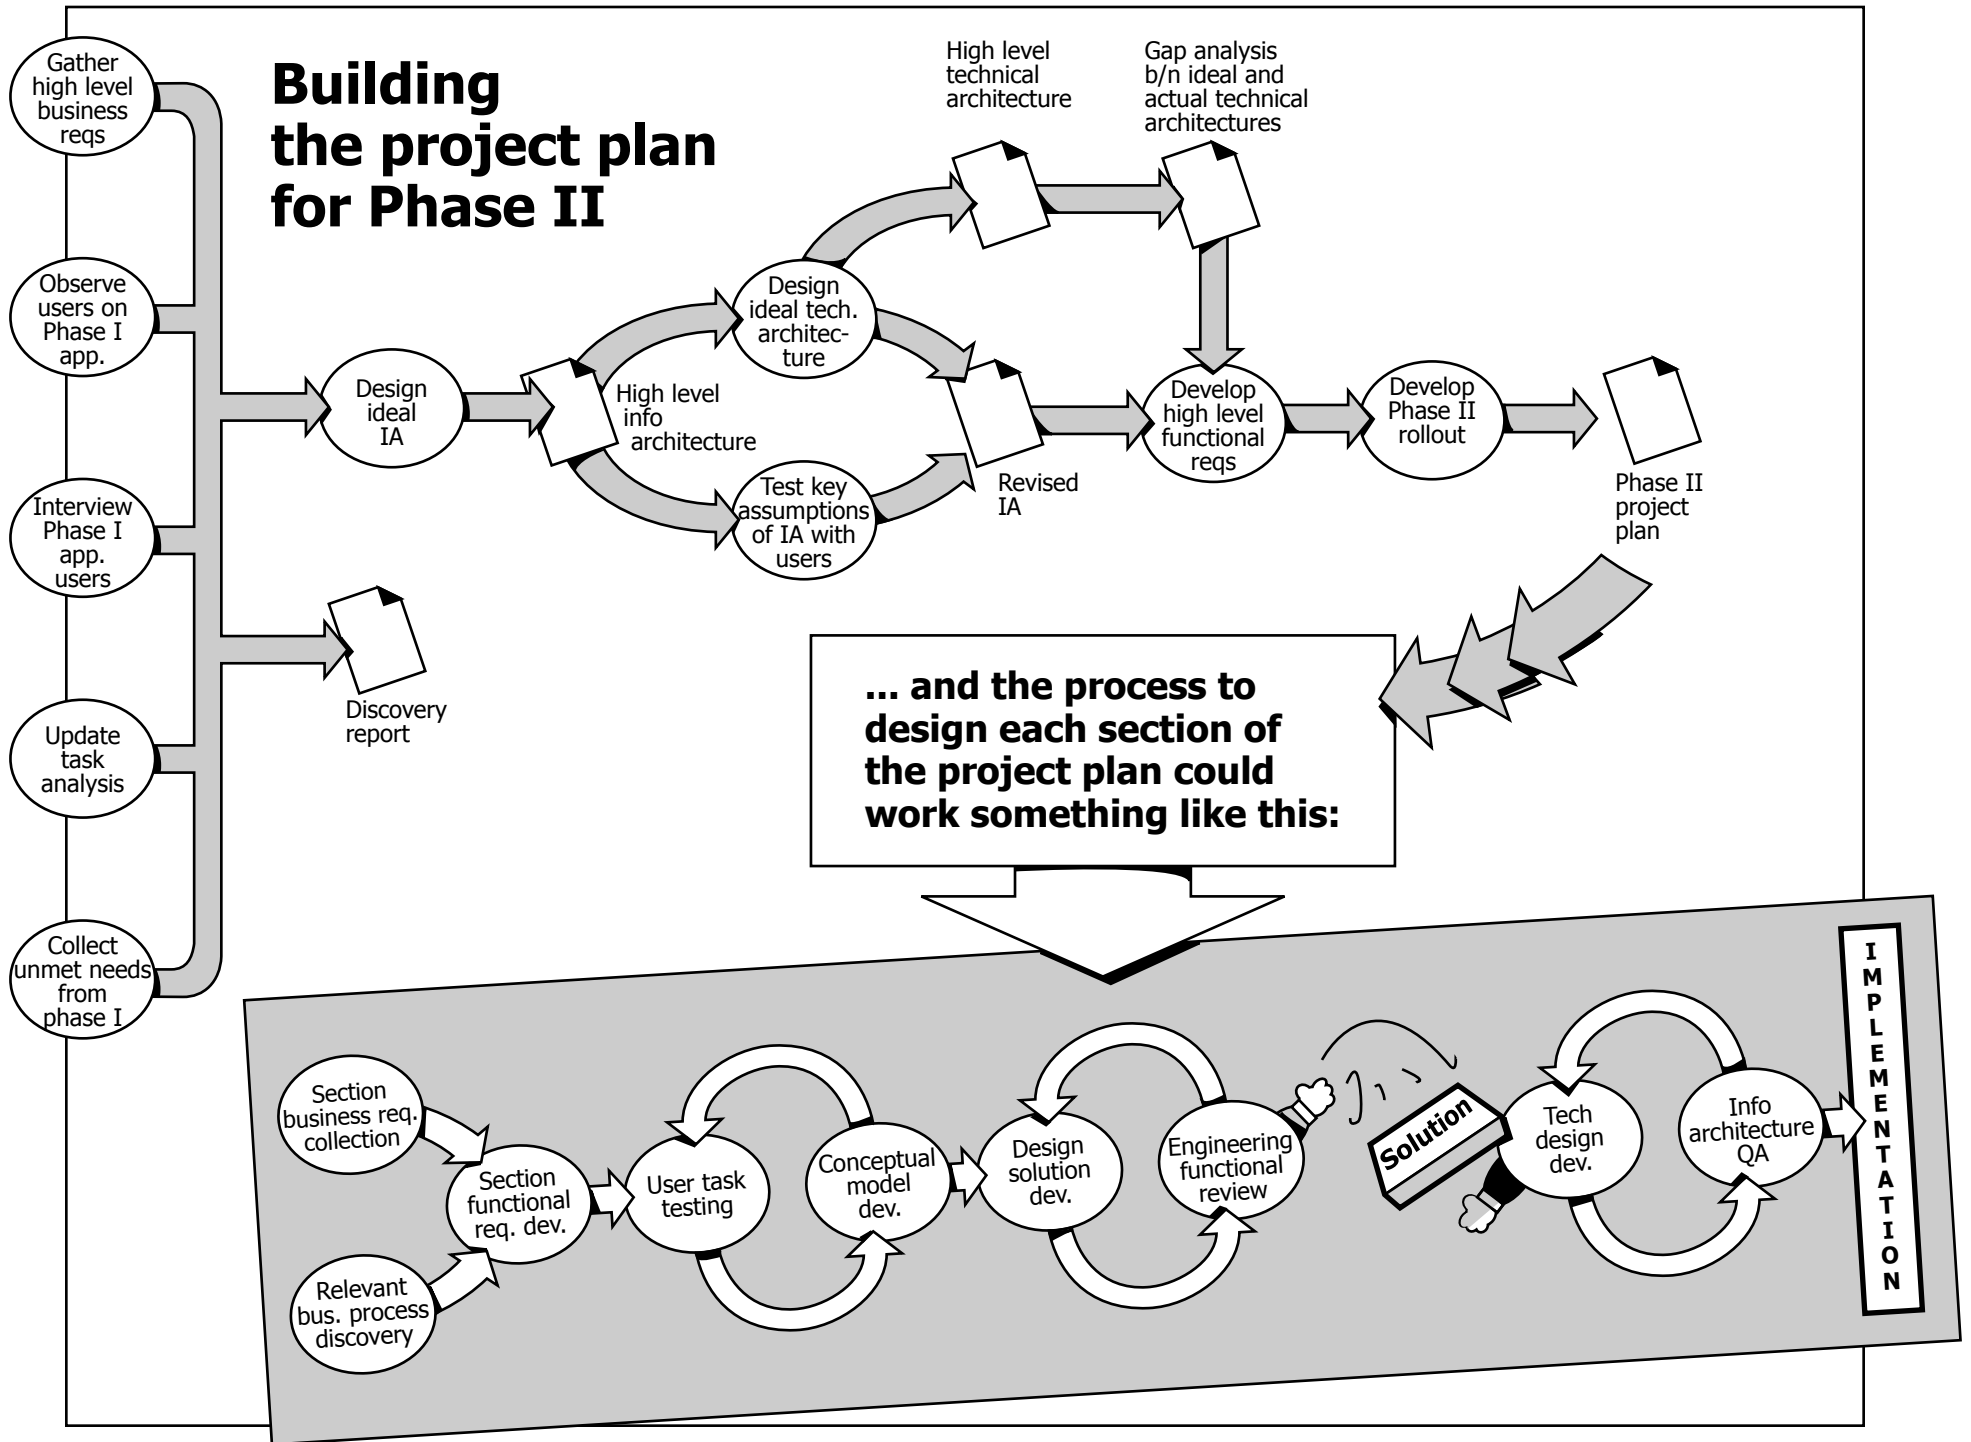 Building
the project plan
for Phase II
Gather
high level
business
reqs
Observe
users on
Phase I
app.
Interview
Phase I
app.
users
Update
task
analysis
Collect
unmet needs
from
phase I
Discovery
report
Design
ideal
IA
High level
info
architecture
Design
ideal tech.
architec-
ture
Test key
assumptions
of IA with
users
High level
technical
architecture
Gap analysis
b/n ideal and
actual technical
architectures
Revised
IA
Develop
high level
functional
reqs
Develop
Phase II
rollout
Phase II
project
plan
... and the process to
design each section of
the project plan could
work something like this:
Section
business req.
collection
Relevant
bus. process
discovery
Section
functional
req. dev.
User task
testing
Conceptual
model
dev.
Design
solution
dev.
Engineering
functional
review
Solution
Tech
design
dev.
Info
architecture
QA
IMPLEMENTATION